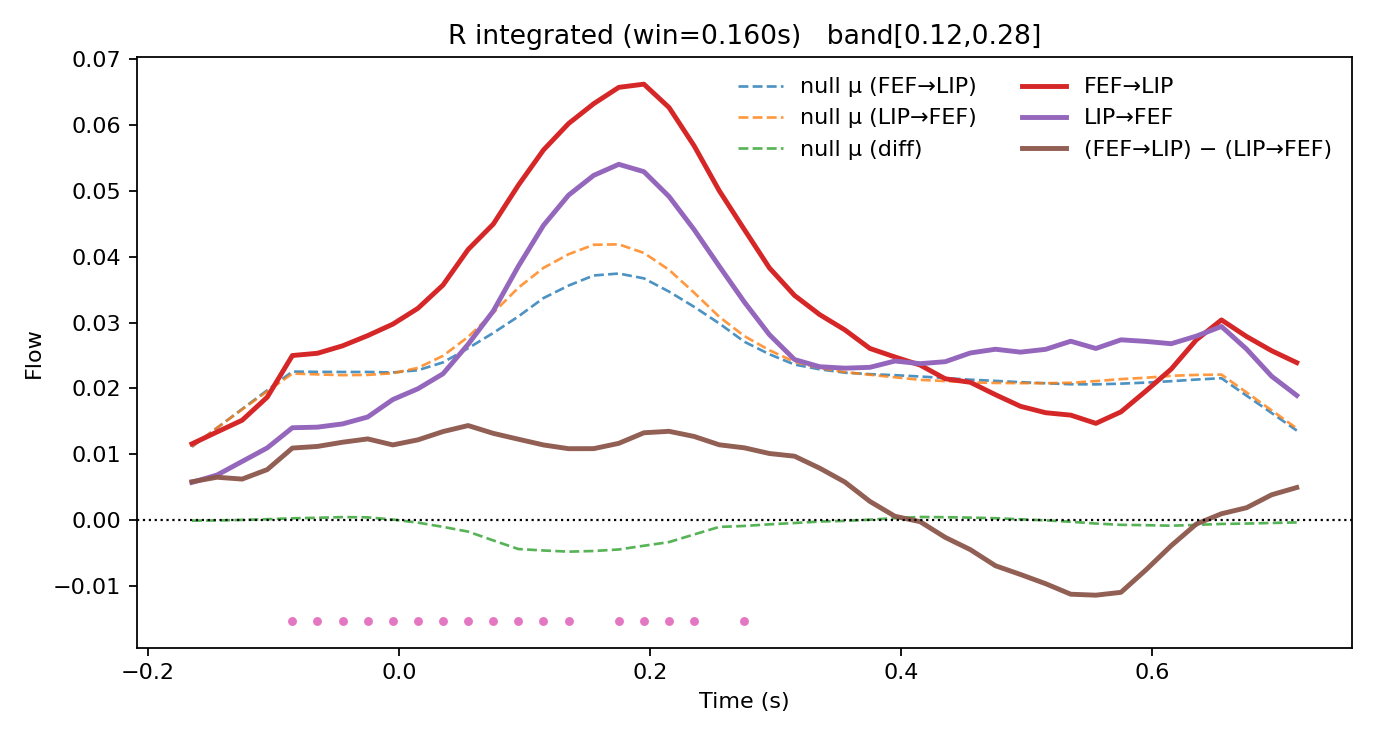 R integrated (win=0.160s)   band[0.12,0.28]
null μ (FEF→LIP)
null μ (LIP→FEF)
null μ (diff)
FEF→LIP
LIP→FEF
(FEF→LIP) − (LIP→FEF)
0.07
0.06
0.05
0.04
0.03
0.02
0.01
0.00
−0.01
Flow
−0.2
0.0
0.2
0.4
0.6
Time (s)